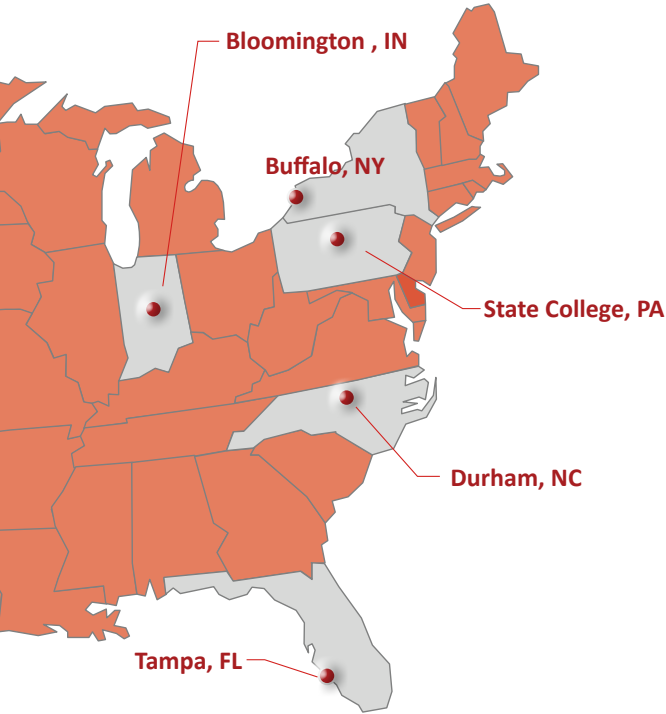 Bloomington , IN
Buffalo, NY
State College, PA
Durham, NC
Tampa, FL